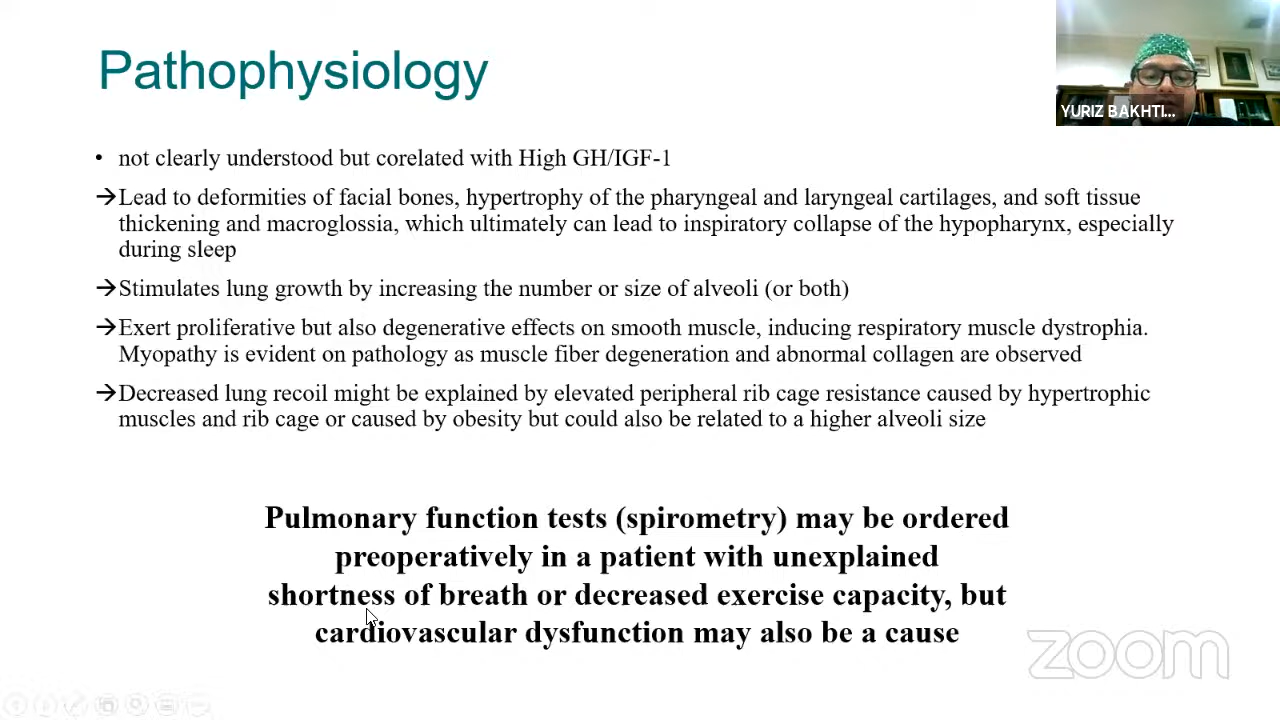 Pathophysiology
YURIZ BAKHTI...
• not clearly understood but corelated with High GH/IGF-1
→Lead to deformities of facial bones, hypertrophy of the pharyngeal and laryngeal cartilages, and soft tissue
thickening and macroglossia, which ultimately can lead to inspiratory collapse of the hypopharynx, especially
during sleep
→Stimulates lung growth by increasing the number or size of alveoli (or both)
→Exert proliferative but also degenerative effects on smooth muscle, inducing respiratory muscle dystrophia.
Myopathy is evident on pathology as muscle fiber degeneration and abnormal collagen are observed
→Decreased lung recoil might be explained by elevated peripheral rib cage resistance caused by hypertrophic
muscles and rib cage or caused by obesity but could also be related to a higher alveoli size
Pulmonary function tests (spirometry) may be ordered
preoperatively in a patient with unexplained
shortness of breath or decreased exercise capacity, but
cardiovascular dysfunction may also be a cause
zoom